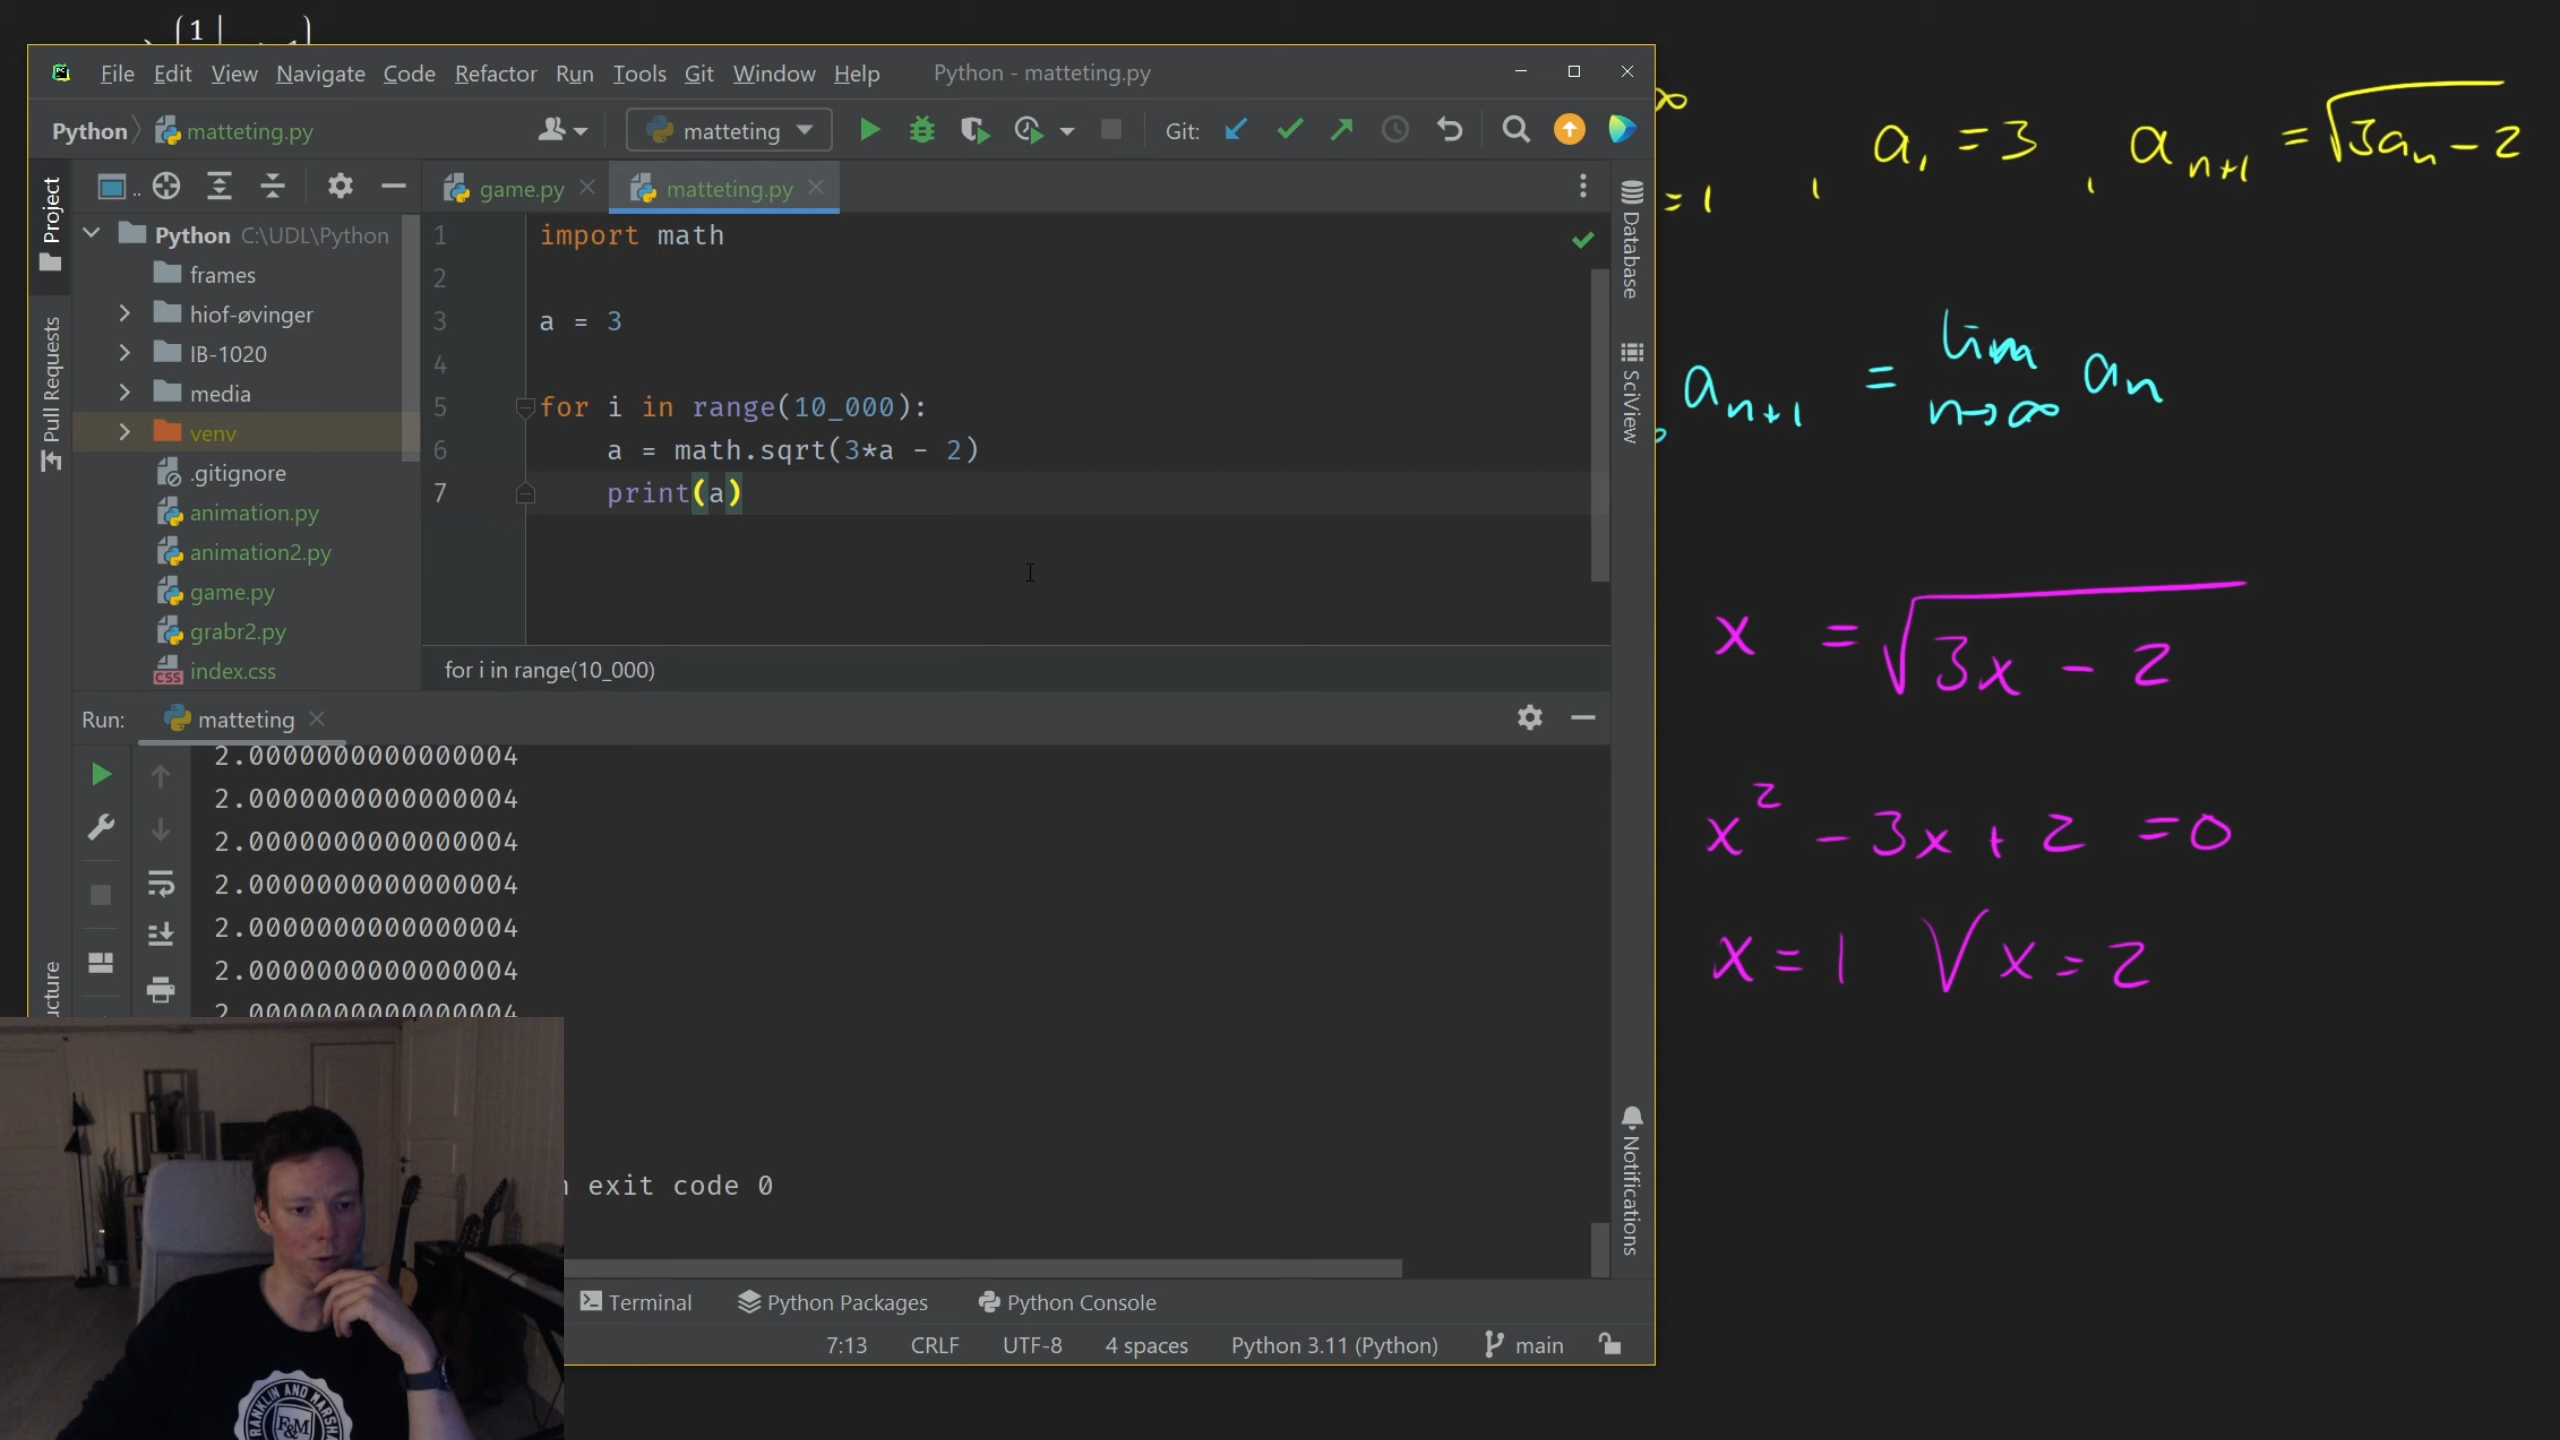 File Edit View Navigate Code Refactor Run Tools Git Window Help Python - matteting.py
Python matteting.py matteting Git:
game.py matteting.py
Project
Pull Requests
Python C:\UDL\Python
frames
hiof-øvinger
IB-1020
media
venv
.gitignore
animation.py
animation2.py
game.py
grabr2.py
index.css
CSS
1 import math
2
3 a = 3
4
5 for i in range(10_000):
6 a = math.sqrt(3*a - 2)
7 print(a)
for i in range(10_000)
Database
SciView
Notifications
Run: matteting
2.0000000000000004
2.0000000000000004
2.0000000000000004
2.0000000000000004
2.0000000000000004
2.0000000000000004
2.0000000000000004
exit code 0
Terminal Python Packages Python Console
7:13 CRLF UTF-8 4 spaces Python 3.11 (Python) main
∞
= 1 , a₁ = 3 , aₙ₊₁ = √(3aₙ - 2)
aₙ₊₁ = lim n→∞ aₙ
x = √(3x - 2)
x² - 3x + 2 = 0
x = 1 ∨ x = 2
F&M